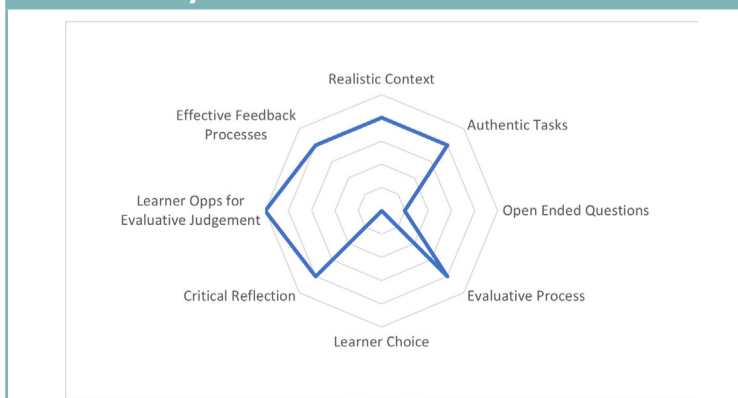 Realistic Context
Effective Feedback
Processes
Authentic Tasks
Learner Opps for
Evaluative Judgement
Open Ended Questions
Critical Reflection
Evaluative Process
Learner Choice